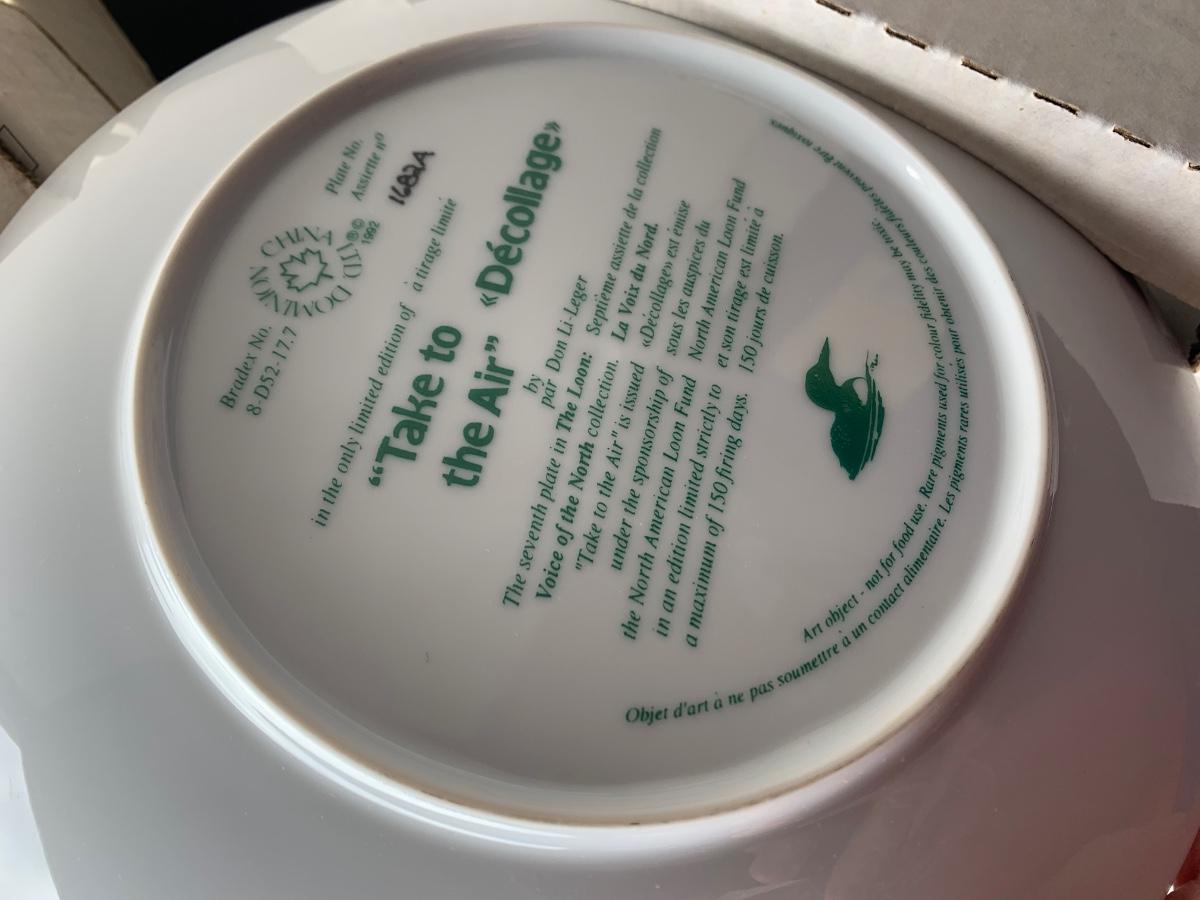 Bradex No.
8-D52-17.7
DOMINION CHINA LTD ®©
1992
Plate No.
Assiette nº
1682A
in the only limited edition of à tirage limité
“Take to
the Air” «Décollage»
by
par Don Li-Leger
The seventh plate in The Loon:
Voice of the North collection.
"Take to the Air" is issued
under the sponsorship of
the North American Loon Fund
in an edition limited strictly to
a maximum of 150 firing days.
Septième assiette de la collection
La Voix du Nord.
«Décollage» est émise
sous les auspices du
North American Loon Fund
et son tirage est limité à
150 jours de cuisson.
Art object - not for food use. Rare pigments used for colour fidelity may be toxic.
Objet d'art à ne pas soumettre à un contact alimentaire. Les pigments rares utilisés pour obtenir des couleurs fidèles peuvent être toxiques.